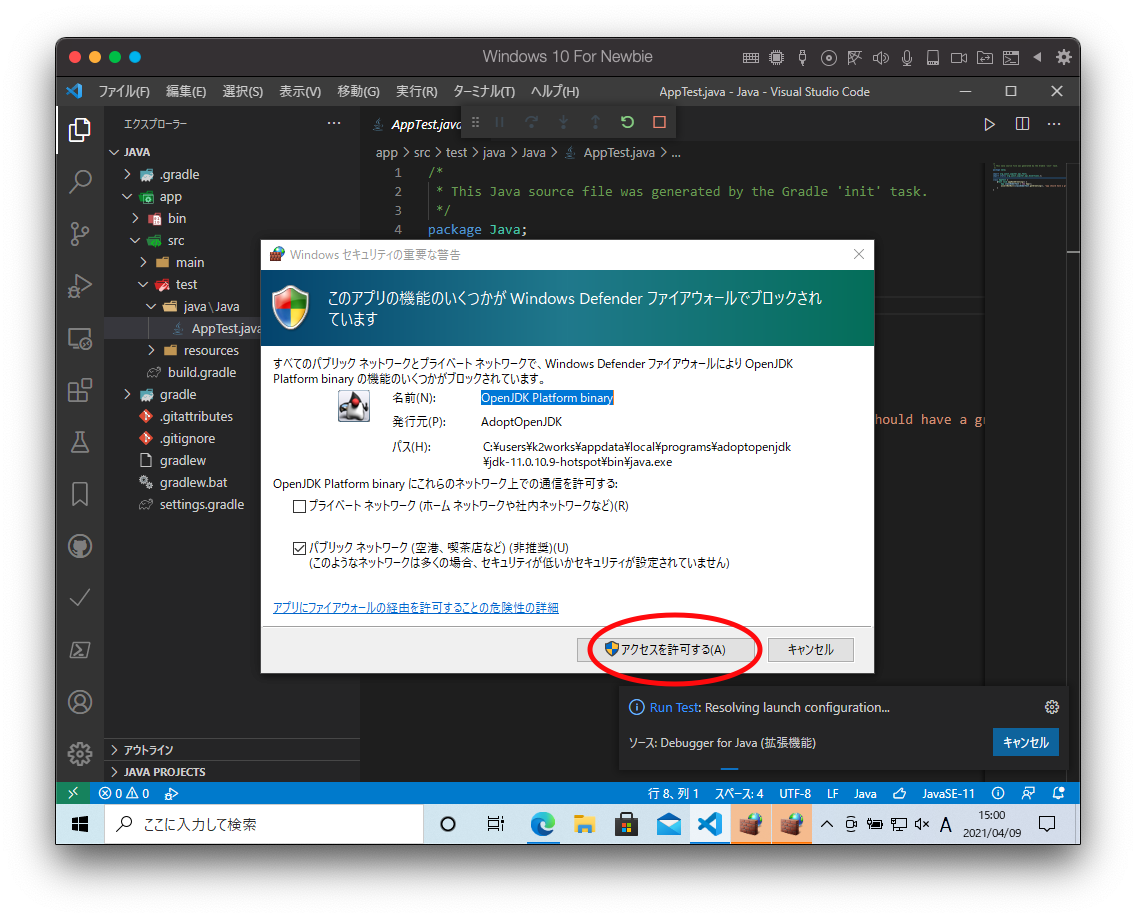 Windows 10 For Newbie
ファイル(F) 編集(E) 選択(S) 表示(V) 移動(G) 実行(R) ターミナル(T) ヘルプ(H) AppTest.java - Java - Visual Studio Code
エクスプローラー
JAVA
.gradle
app
bin
src
main
test
java\Java
AppTest.java
resources
build.gradle
gradle
.gitattributes
.gitignore
gradlew
gradlew.bat
settings.gradle
アウトライン
JAVA PROJECTS
AppTest.java
app > src > test > java > Java > AppTest.java > ...
1 /*
2 * This Java source file was generated by the Gradle 'init' task.
3 */
4 package Java;
hould have a g
Windows セキュリティの重要な警告
このアプリの機能のいくつかが Windows Defender ファイアウォールでブロックされ
ています
すべてのパブリック ネットワークとプライベート ネットワークで、Windows Defender ファイアウォールにより OpenJDK
Platform binary の機能のいくつかがブロックされています。
名前(N): OpenJDK Platform binary
発行元(P): AdoptOpenJDK
パス(H): C:¥users¥k2works¥appdata¥local¥programs¥adoptopenjdk
¥jdk-11.0.10.9-hotspot¥bin¥java.exe
OpenJDK Platform binary にこれらのネットワーク上での通信を許可する:
プライベート ネットワーク (ホーム ネットワークや社内ネットワークなど)(R)
パブリック ネットワーク (空港、喫茶店など) (非推奨)(U)
(このようなネットワークは多くの場合、セキュリティが低いかセキュリティが設定されていません)
アプリにファイアウォールの経由を許可することの危険性の詳細
アクセスを許可する(A) キャンセル
Run Test: Resolving launch configuration...
ソース: Debugger for Java (拡張機能) キャンセル
0 0 行 8、列 1 スペース: 4 UTF-8 LF Java JavaSE-11
ここに入力して検索 A 15:00
2021/04/09